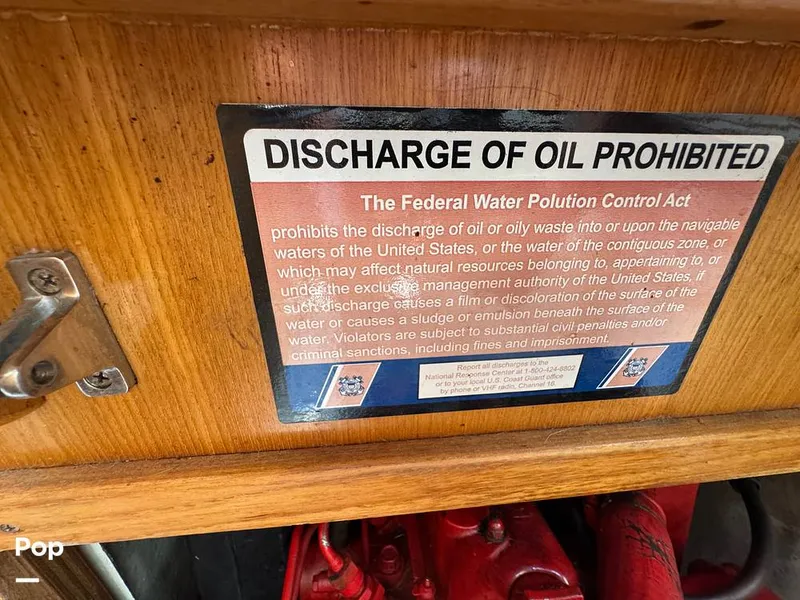 DISCHARGE OF OIL PROHIBITED
The Federal Water Polution Control Act
prohibits the discharge of oil or oily waste into or upon the navigable
waters of the United States, or the water of the contiguous zone, or
which may affect natural resources belonging to, appertaining to, or
under the exclusive management authority of the United States, if
such discharge causes a film or discoloration of the surface of the
water or causes a sludge or emulsion beneath the surface of the
water. Violators are subject to substantial civil penalties and/or
criminal sanctions, including fines and imprisonment.
Report all discharges to the
National Response Center at 1-800-424-8802
or to your local U.S. Coast Guard office
by phone or VHF radio, Channel 16.
Pop